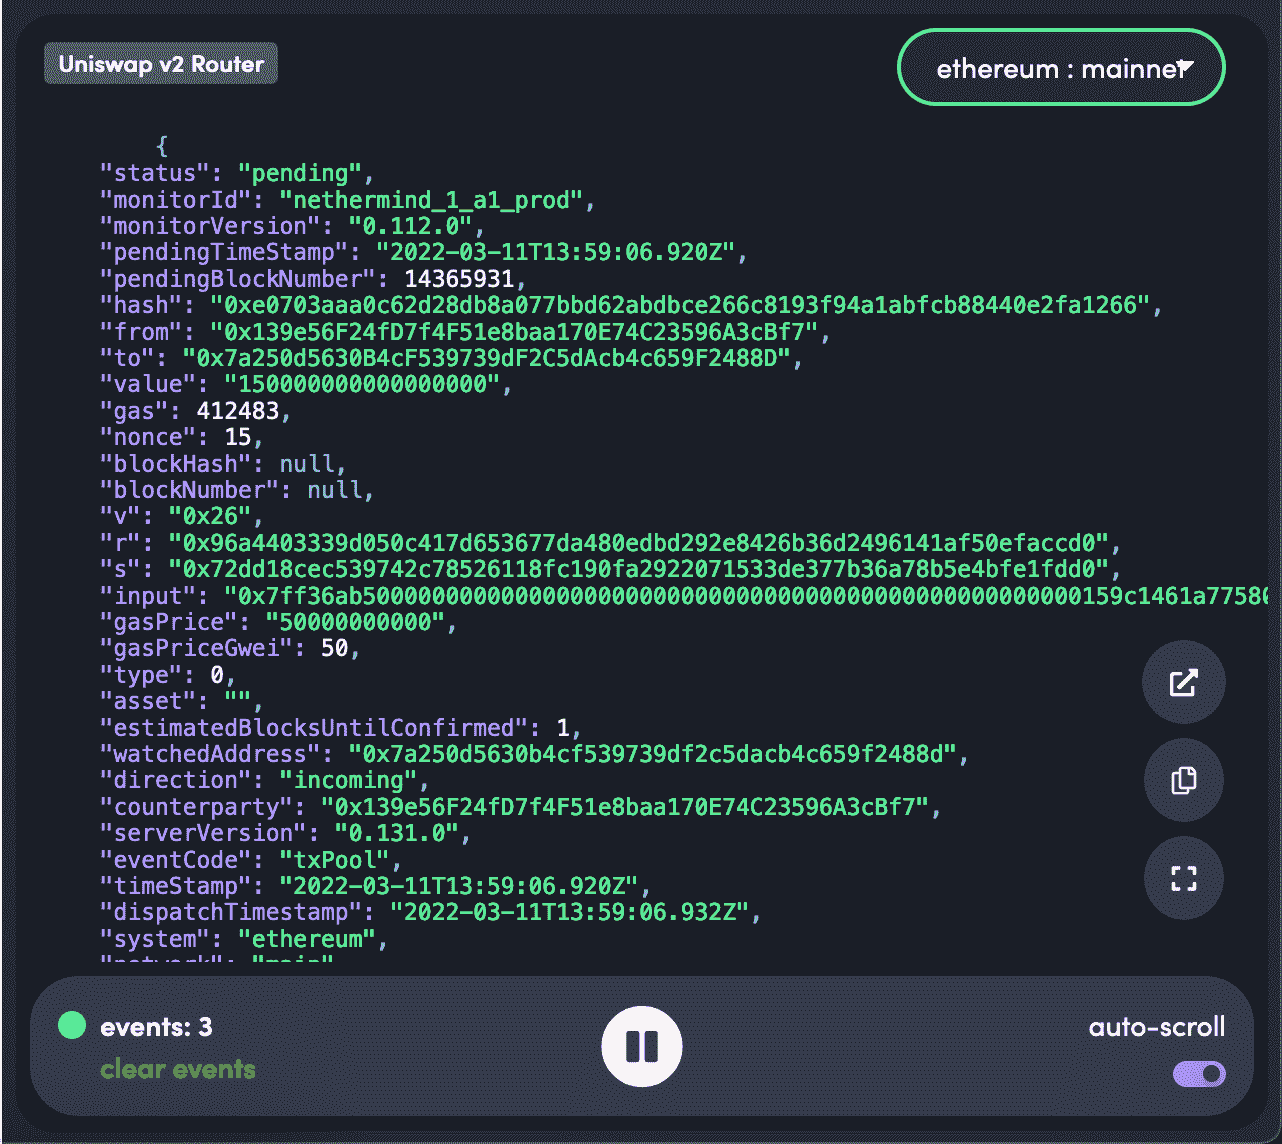 Uniswap v2 Router
ethereum : mainnet
{
"status": "pending",
"monitorId": "nethermind_1_a1_prod",
"monitorVersion": "0.112.0",
"pendingTimeStamp": "2022-03-11T13:59:06.920Z",
"pendingBlockNumber": 14365931,
"hash": "0xe0703aaa0c62d28db8a077bbd62abdbce266c8193f94a1abfcb88440e2fa1266",
"from": "0x139e56F24fD7f4F51e8baa170E74C23596A3cBf7",
"to": "0x7a250d5630B4cF539739dF2C5dAcb4c659F2488D",
"value": "1500000000000000000",
"gas": 412483,
"nonce": 15,
"blockHash": null,
"blockNumber": null,
"v": "0x26",
"r": "0x96a4403339d050c417d653677da480edbd292e8426b36d2496141af50efaccd0",
"s": "0x72dd18cec539742c78526118fc190fa2922071533de377b36a78b5e4bfe1fdd0",
"input": "0x7ff36ab5000000000000000000000000000000000000000000000000000159c1461a77580
"gasPrice": "50000000000",
"gasPriceGwei": 50,
"type": 0,
"asset": "",
"estimatedBlocksUntilConfirmed": 1,
"watchedAddress": "0x7a250d5630b4cf539739df2c5dacb4c659f2488d",
"direction": "incoming",
"counterparty": "0x139e56F24fD7f4F51e8baa170E74C23596A3cBf7",
"serverVersion": "0.131.0",
"eventCode": "txPool",
"timeStamp": "2022-03-11T13:59:06.920Z",
"dispatchTimestamp": "2022-03-11T13:59:06.932Z",
"system": "ethereum",
"network": "main"
events: 3
clear events
auto-scroll